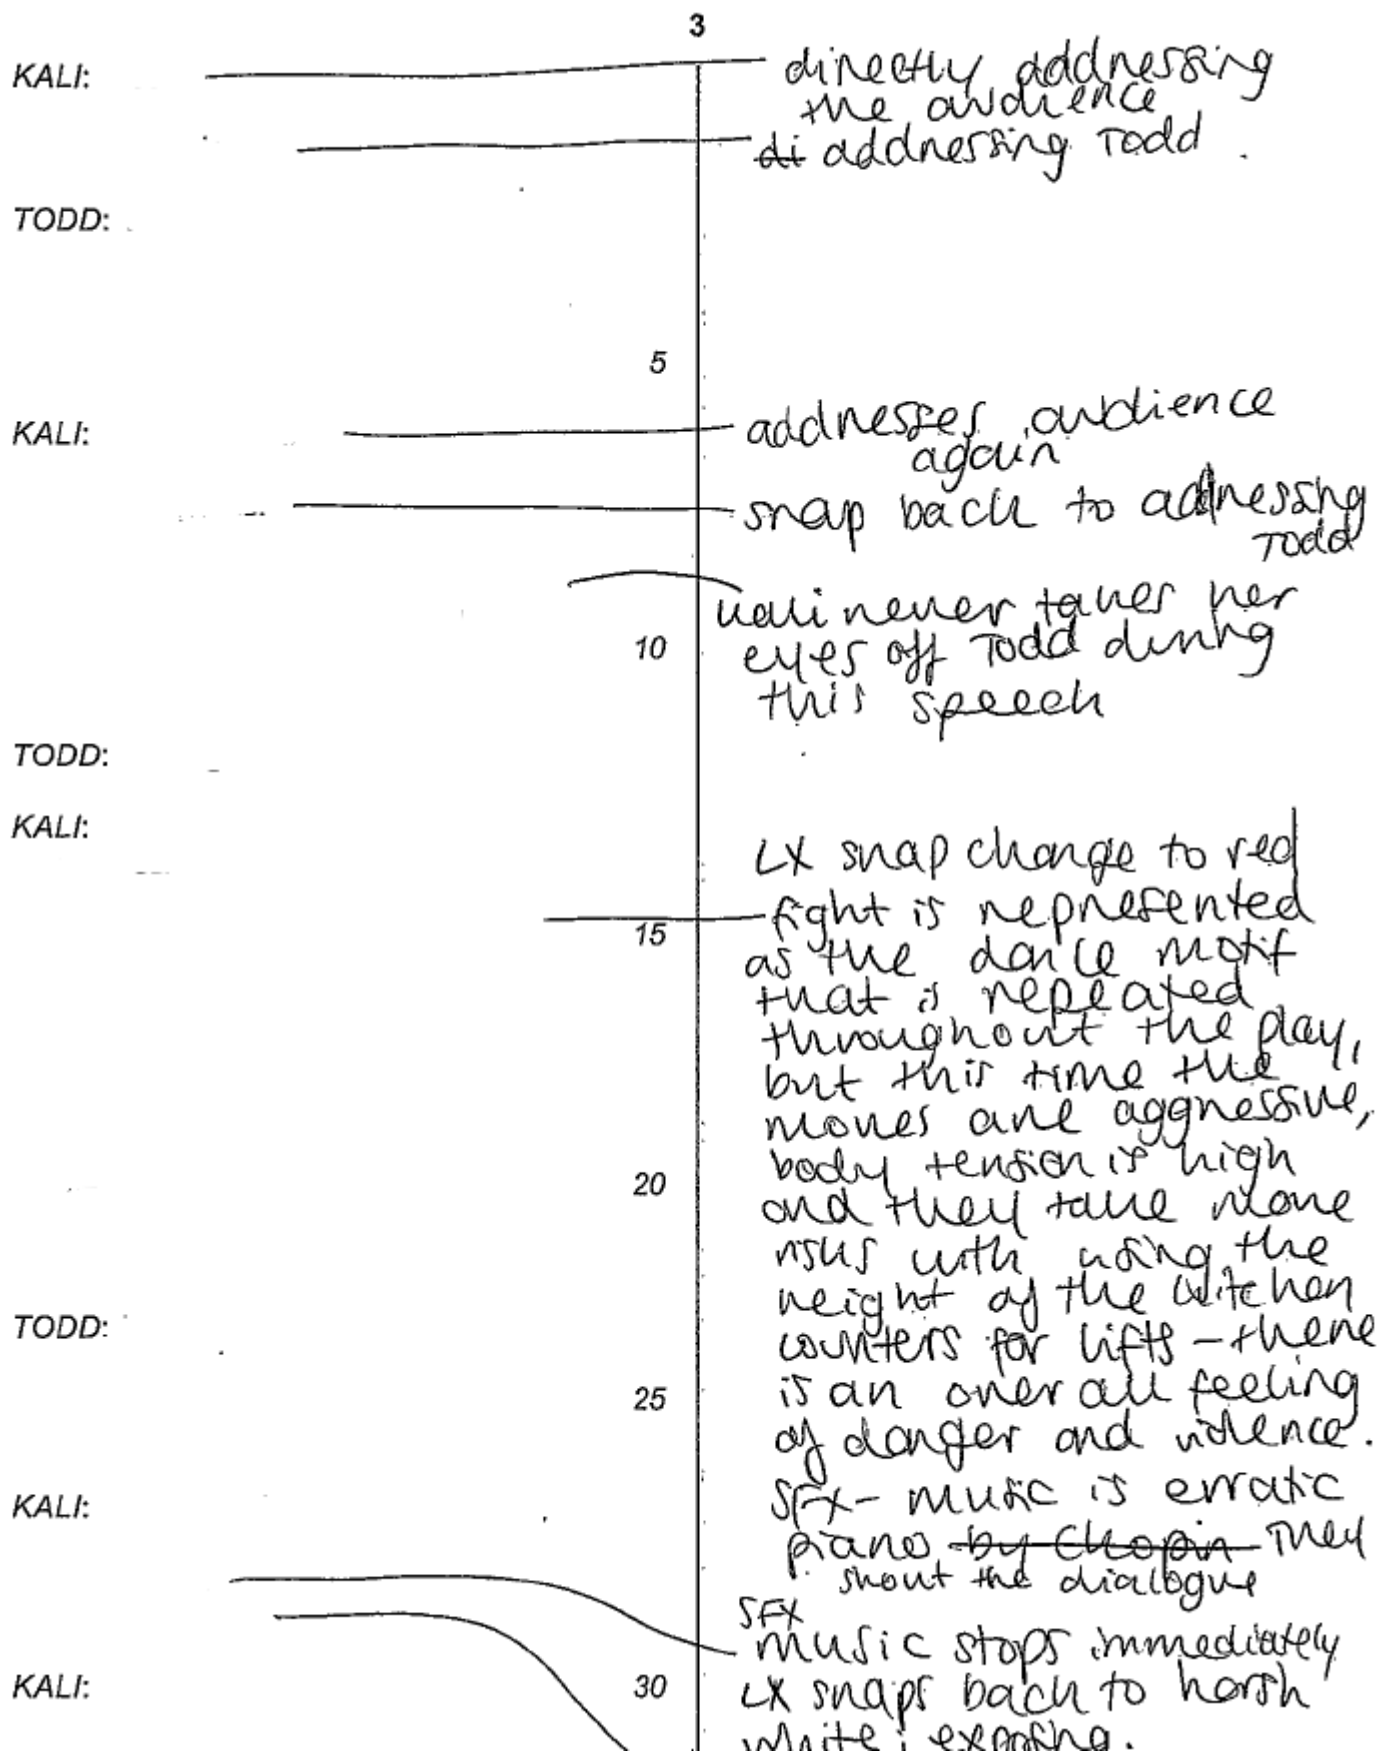 3
KALI: directly addressing
the audience
di addressing Todd
TODD:
5
KALI: addresses audience
again
snap back to addressing
Todd
Kali never takes her
10 eyes off Todd during
this speech
TODD:
KALI:
LX snap change to red
15 fight is represented
as the dance motif
that is repeated
throughout the play,
but this time the
moves are aggressive,
20 body tension is high
and they take more
risks with using the
height of the kitchen
TODD: counters for lifts - there
25 is an overall feeling
of danger and violence.
KALI: SFX - music is erratic
piano by Chopin They
shout the dialogue
SFX
music stops immediately
KALI: 30 LX snaps back to harsh
white; exposing.